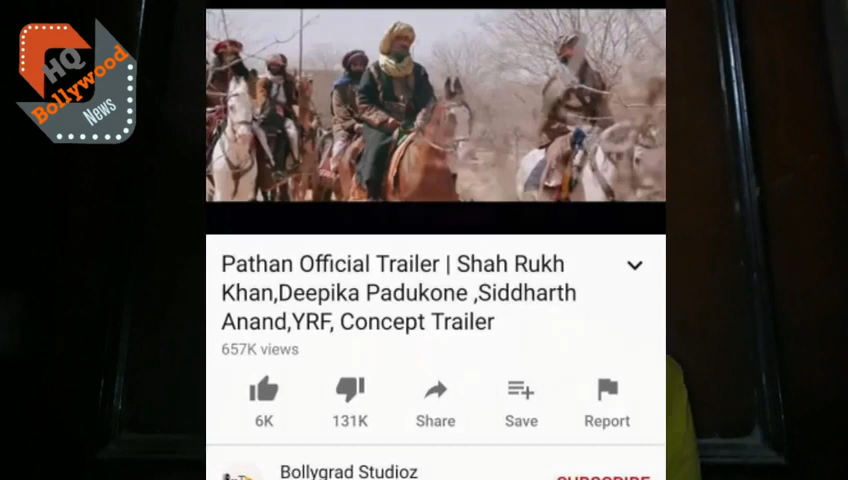 HQ
Bollywood
News
Pathan Official Trailer | Shah Rukh
Khan,Deepika Padukone ,Siddharth
Anand,YRF, Concept Trailer
657K views
6K
131K
Share
Save
Report
Bollygrad Studioz
SUBSCRIBE